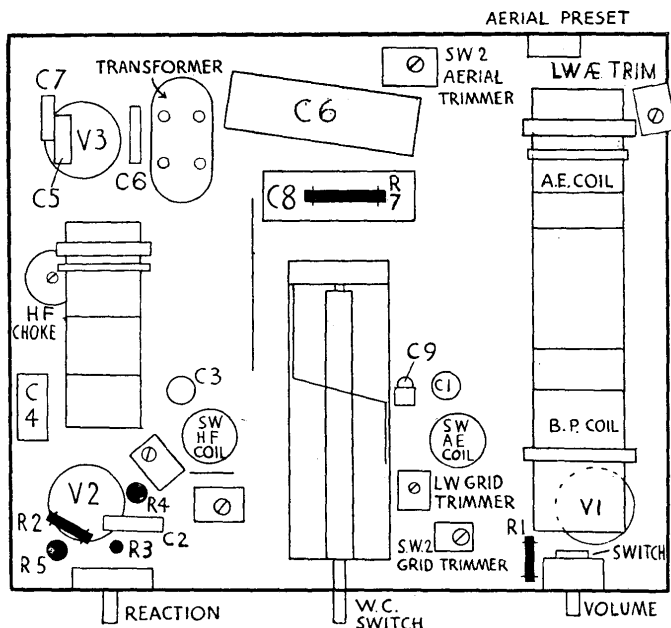 AERIAL PRESET
SW2
AERIAL
TRIMMER
LW Æ TRIM
C7
TRANSFORMER
C6
V3
C5
C6
A.E. COIL
C8
R
7
HF
CHOKE
C9
C
4
C3
C1
SW
HF
COIL
SW
AE
COIL
B.P. COIL
V2
R4
LW GRID
TRIMMER
V1
R2
C2
R1
R5
R3
S.W.2
GRID TRIMMER
SWITCH
REACTION
W.C.
SWITCH
VOLUME